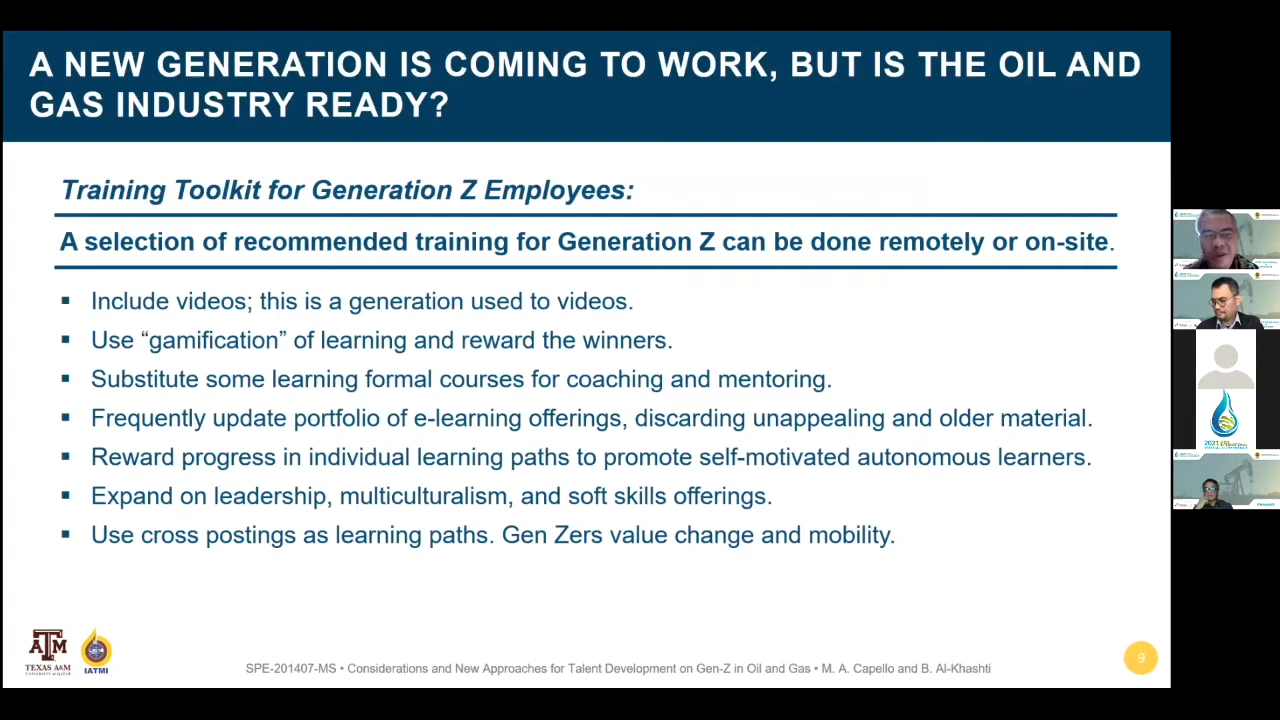 A NEW GENERATION IS COMING TO WORK, BUT IS THE OIL AND
GAS INDUSTRY READY?
Training Toolkit for Generation Z Employees:
A selection of recommended training for Generation Z can be done remotely or on-site.
▪ Include videos; this is a generation used to videos.
▪ Use “gamification” of learning and reward the winners.
▪ Substitute some learning formal courses for coaching and mentoring.
▪ Frequently update portfolio of e-learning offerings, discarding unappealing and older material.
▪ Reward progress in individual learning paths to promote self-motivated autonomous learners.
▪ Expand on leadership, multiculturalism, and soft skills offerings.
▪ Use cross postings as learning paths. Gen Zers value change and mobility.
ATM
TEXAS A&M
IATMI
SPE-201407-MS • Considerations and New Approaches for Talent Development on Gen-Z in Oil and Gas • M. A. Capello and B. Al-Khashti
9
2021